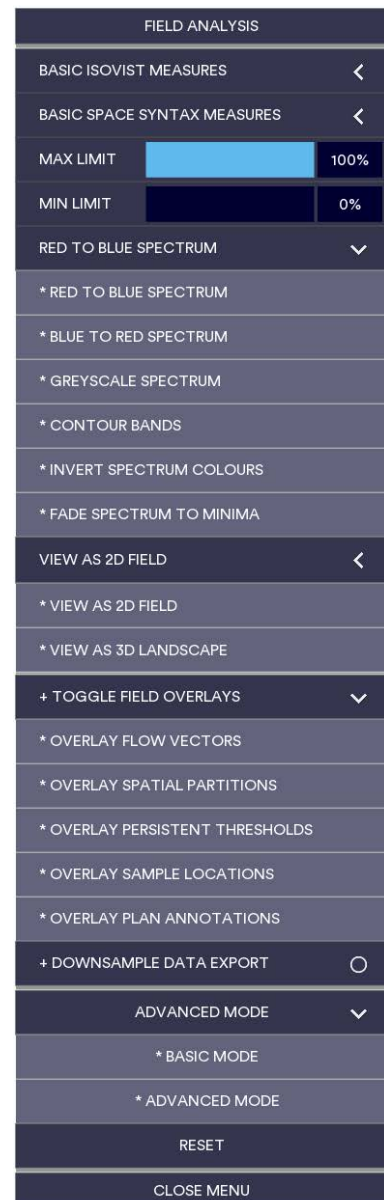 FIELD ANALYSIS
BASIC ISOVIST MEASURES
BASIC SPACE SYNTAX MEASURES
MAX LIMIT 100%
MIN LIMIT 0%
RED TO BLUE SPECTRUM
* RED TO BLUE SPECTRUM
* BLUE TO RED SPECTRUM
* GREYSCALE SPECTRUM
* CONTOUR BANDS
* INVERT SPECTRUM COLOURS
* FADE SPECTRUM TO MINIMA
VIEW AS 2D FIELD
* VIEW AS 2D FIELD
* VIEW AS 3D LANDSCAPE
+ TOGGLE FIELD OVERLAYS
* OVERLAY FLOW VECTORS
* OVERLAY SPATIAL PARTITIONS
* OVERLAY PERSISTENT THRESHOLDS
* OVERLAY SAMPLE LOCATIONS
* OVERLAY PLAN ANNOTATIONS
+ DOWNSAMPLE DATA EXPORT
ADVANCED MODE
* BASIC MODE
* ADVANCED MODE
RESET
CLOSE MENU